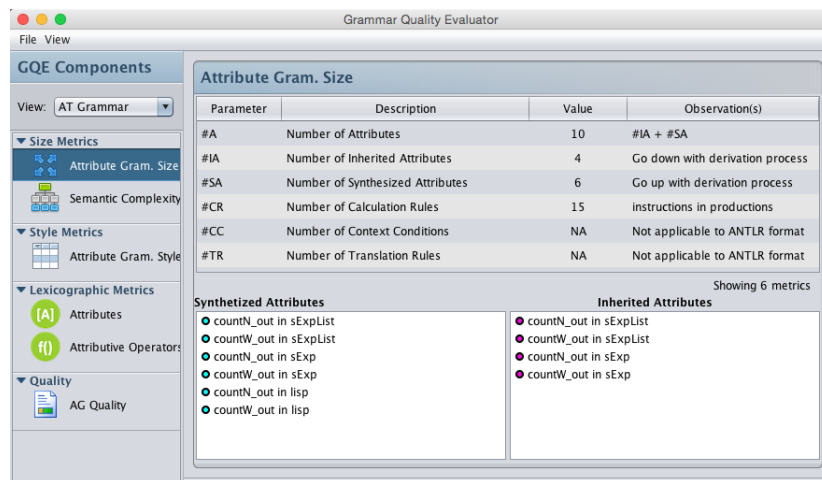 Grammar Quality Evaluator
File View
GQE Components
View: AT Grammar
Size Metrics
Attribute Gram. Size
Semantic Complexity
Style Metrics
Attribute Gram. Style
Lexicographic Metrics
[A] Attributes
f() Attributive Operators
Quality
AG Quality
Attribute Gram. Size
Parameter Description Value Observation(s)
#A Number of Attributes 10 #IA + #SA
#IA Number of Inherited Attributes 4 Go down with derivation process
#SA Number of Synthesized Attributes 6 Go up with derivation process
#CR Number of Calculation Rules 15 instructions in productions
#CC Number of Context Conditions NA Not applicable to ANTLR format
#TR Number of Translation Rules NA Not applicable to ANTLR format
Showing 6 metrics
Synthetized Attributes
countN_out in sExpList
countW_out in sExpList
countN_out in sExp
countW_out in sExp
countN_out in lisp
countW_out in lisp
Inherited Attributes
countN_out in sExpList
countW_out in sExpList
countN_out in sExp
countW_out in sExp